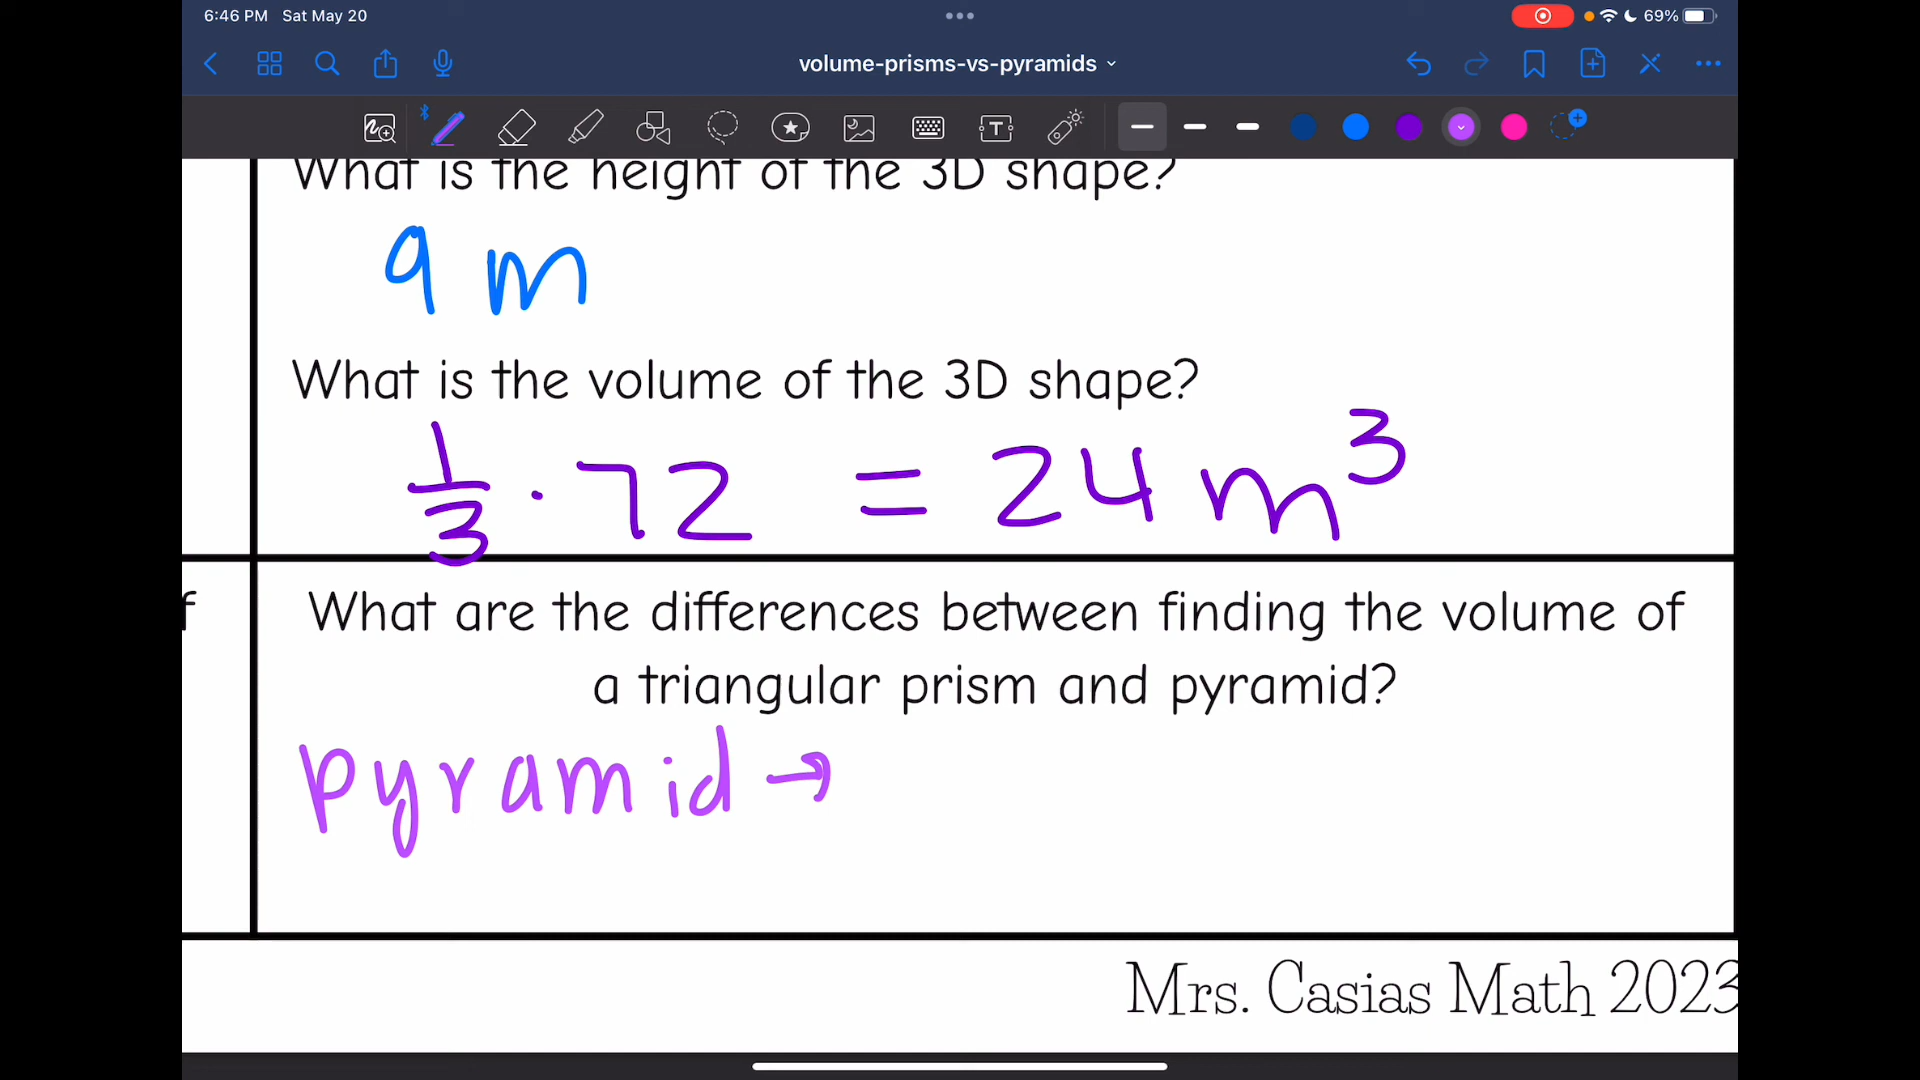 6:46 PM Sat May 20
69%
volume-prisms-vs-pyramids
T
What is the height of the 3D shape?
9 m
What is the volume of the 3D shape?
1/3 · 72 = 24 m³
f
What are the differences between finding the volume of
a triangular prism and pyramid?
pyramid →
Mrs. Casias Math 2023